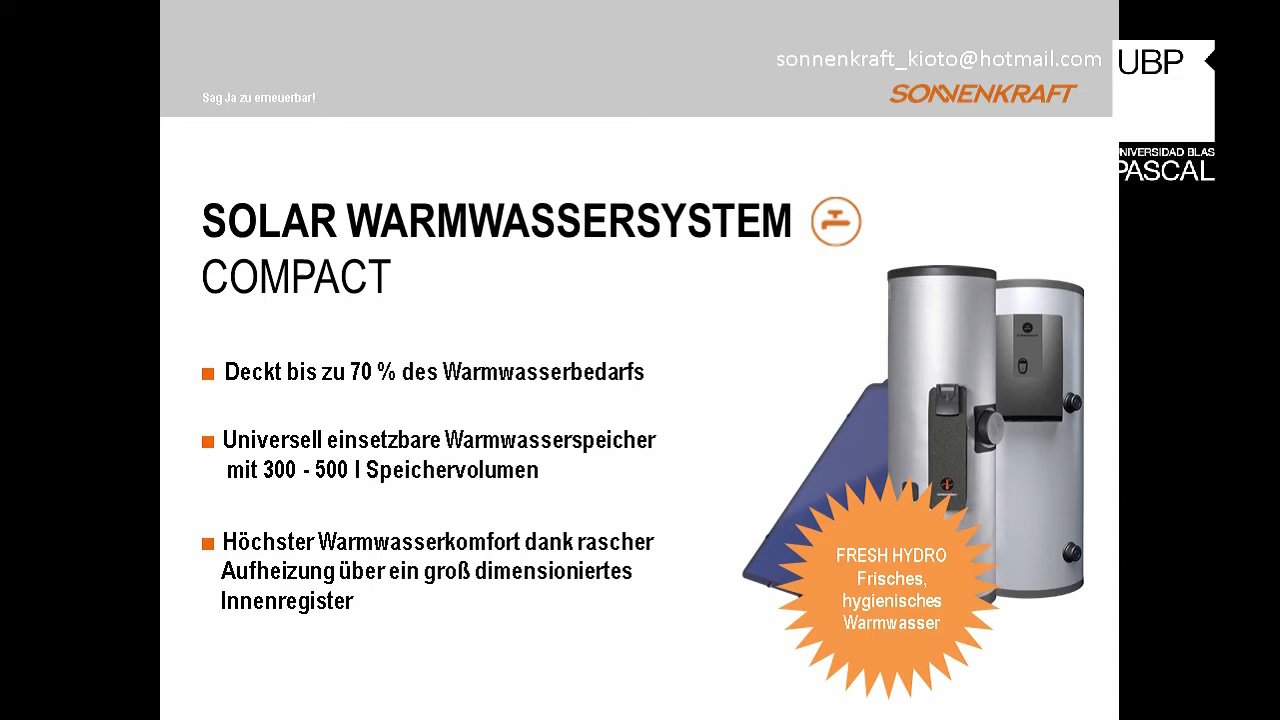 sonnenkraft_kioto@hotmail.com
UBP
Sag Ja zu erneuerbar!
SONNENKRAFT
NIVERSIDAD BLAS
PASCAL
SOLAR WARMWASSERSYSTEM
COMPACT
Deckt bis zu 70 % des Warmwasserbedarfs
Universell einsetzbare Warmwasserspeicher
mit 300 - 500 l Speichervolumen
Höchster Warmwasserkomfort dank rascher
Aufheizung über ein groß dimensioniertes
Innenregister
FRESH HYDRO
Frisches,
hygienisches
Warmwasser